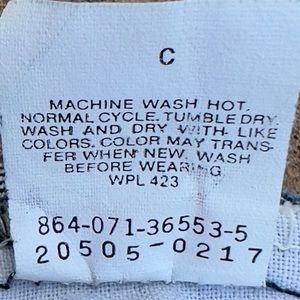 C
MACHINE WASH HOT,
NORMAL CYCLE. TUMBLE DRY.
WASH AND DRY WITH LIKE
COLORS. COLOR MAY TRANS-
FER WHEN NEW. WASH
BEFORE WEARING.
WPL 423
864-071-36553-5
20505-0217